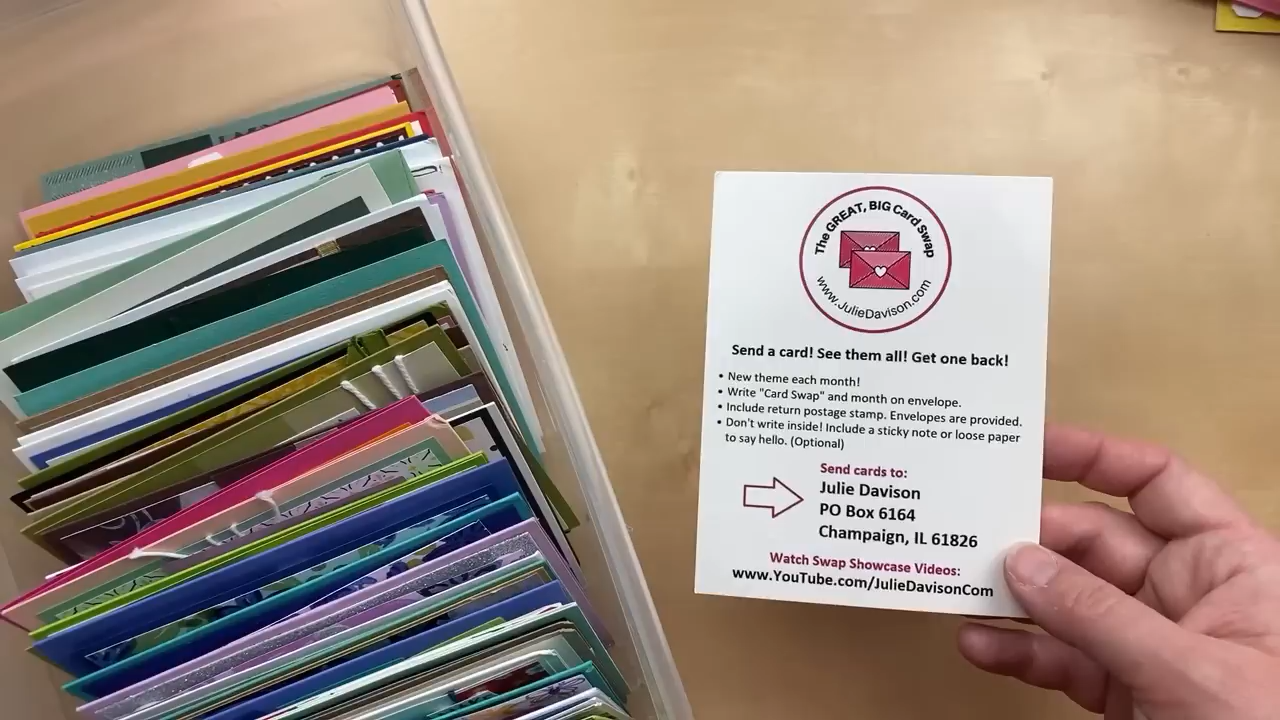 The GREAT, BIG Card Swap
www.JulieDavison.com
Send a card! See them all! Get one back!
• New theme each month!
• Write "Card Swap" and month on envelope.
• Include return postage stamp. Envelopes are provided.
• Don't write inside! Include a sticky note or loose paper
to say hello. (Optional)
Send cards to:
Julie Davison
PO Box 6164
Champaign, IL 61826
Watch Swap Showcase Videos:
www.YouTube.com/JulieDavisonCom